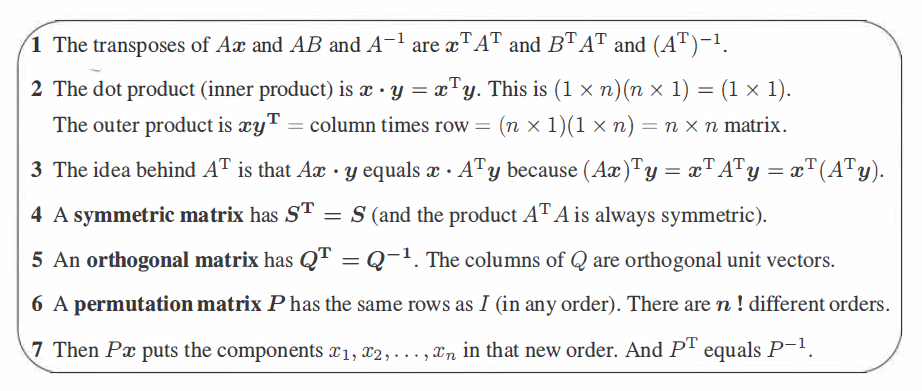 1 The transposes of Ax and AB and A⁻¹ are xᵀAᵀ and BᵀAᵀ and (Aᵀ)⁻¹.
2 The dot product (inner product) is x · y = xᵀy. This is (1 × n)(n × 1) = (1 × 1).
The outer product is xyᵀ = column times row = (n × 1)(1 × n) = n × n matrix.
3 The idea behind Aᵀ is that Ax · y equals x · Aᵀy because (Ax)ᵀy = xᵀAᵀy = xᵀ(Aᵀy).
4 A symmetric matrix has Sᵀ = S (and the product AᵀA is always symmetric).
5 An orthogonal matrix has Qᵀ = Q⁻¹. The columns of Q are orthogonal unit vectors.
6 A permutation matrix P has the same rows as I (in any order). There are n ! different orders.
7 Then Px puts the components x₁, x₂, . . . , xₙ in that new order. And Pᵀ equals P⁻¹.